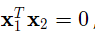 𝐱₁ᵀ𝐱₂ = 0,